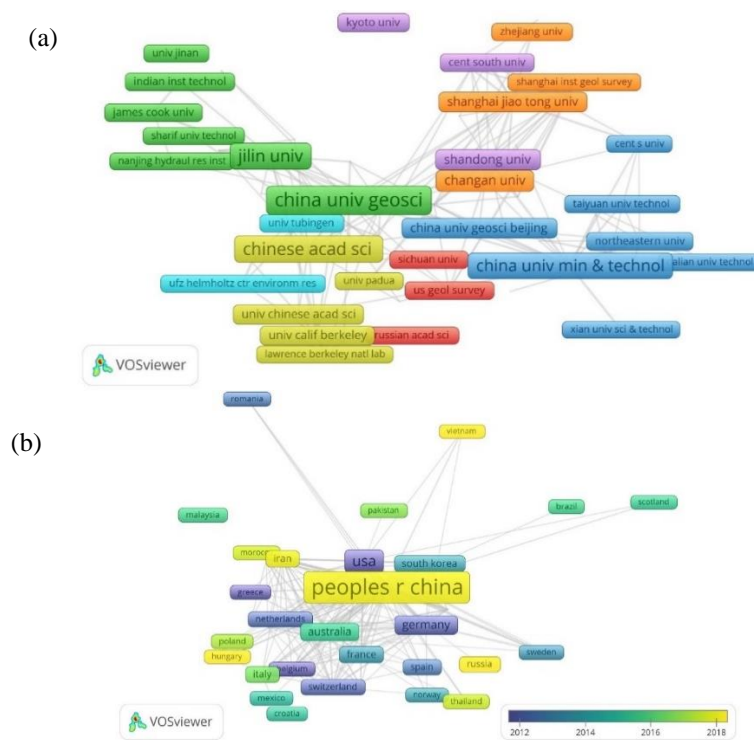 (a)
kyoto univ
zhejiang univ
univ jinan
cent south univ
indian inst technol
shanghai inst geol survey
james cook univ
shanghai jiao tong univ
sharif univ technol
cent s univ
nanjing hydraul res inst
jilin univ
shandong univ
changan univ
china univ geosci
taiyuan univ technol
univ tubingen
china univ geosci beijing
chinese acad sci
northeastern univ
sichuan univ
china univ min & technol
alian univ technol
ufz helmholtz ctr environm res
univ padua
us geol survey
univ chinese acad sci
univ calif berkeley
russian acad sci
xian univ sci & technol
lawrence berkeley natl lab
VOSviewer
(b)
romania
vietnam
malaysia
pakistan
brazil
scotland
moroc
iran
usa
south korea
peoples r china
greece
netherlands
australia
germany
poland
hungary
france
sweden
italy
belgium
spain
russia
switzerland
mexico
norway
thailand
croatia
VOSviewer
2012 2014 2016 2018